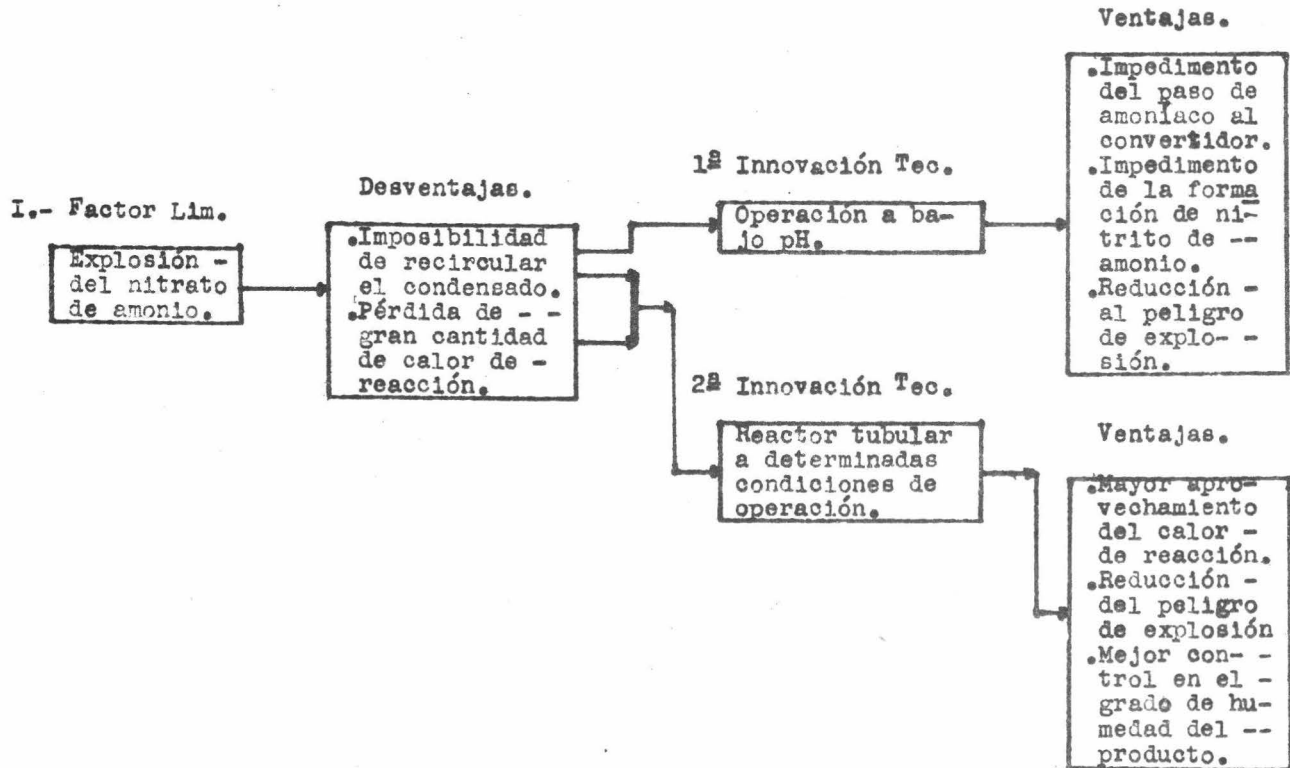 I.- Factor Lim.
Explosión -
del nitrato
de amonio.
Desventajas.
.Imposibilidad
de recircular
el condensado.
.Pérdida de - -
gran cantidad
de calor de -
reacción.
1ª Innovación Tec.
Operación a ba-
jo pH.
Ventajas.
.Impedimento
del paso de
amoníaco al
convertidor.
.Impedimento
de la forma
ción de ni-
trito de --
amonio.
.Reducción -
al peligro
de explo- -
sión.
2ª Innovación Tec.
Reactor tubular
a determinadas
condiciones de
operación.
Ventajas.
.Mayor apro-
vechamiento
del calor -
de reacción.
.Reducción -
del peligro
de explosión
.Mejor con- -
trol en el -
grado de hu-
medad del --
producto.